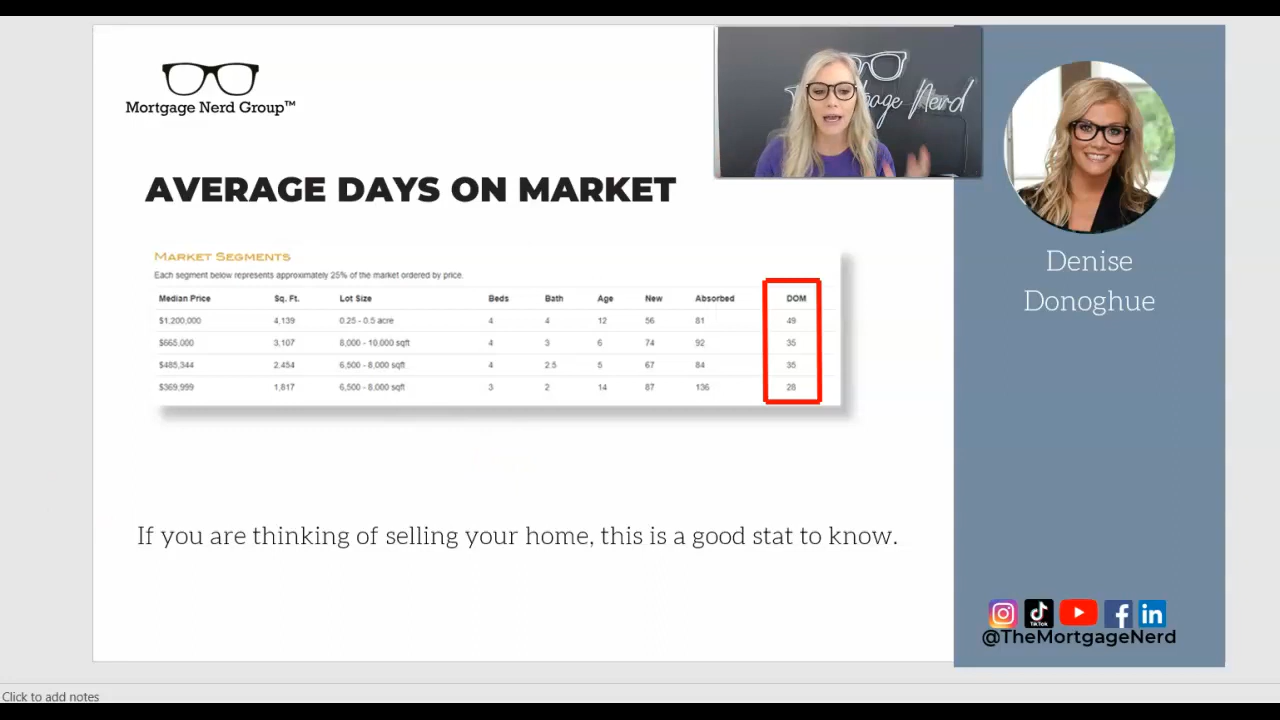 Mortgage Nerd Group™
AVERAGE DAYS ON MARKET
MARKET SEGMENTS
Each segment below represents approximately 25% of the market ordered by price.
Median Price Sq. Ft. Lot Size Beds Bath Age New Absorbed DOM
$1,200,000 4,139 0.25 - 0.5 acre 4 4 12 56 81 49
$665,000 3,107 8,000 - 10,000 sqft 4 3 6 74 92 35
$485,344 2,454 6,500 - 8,000 sqft 4 2.5 5 67 84 35
$369,999 1,817 6,500 - 8,000 sqft 3 2 14 87 136 28
If you are thinking of selling your home, this is a good stat to know.
Nerd
Denise
Donoghue
TikTok
@TheMortgageNerd
Click to add notes